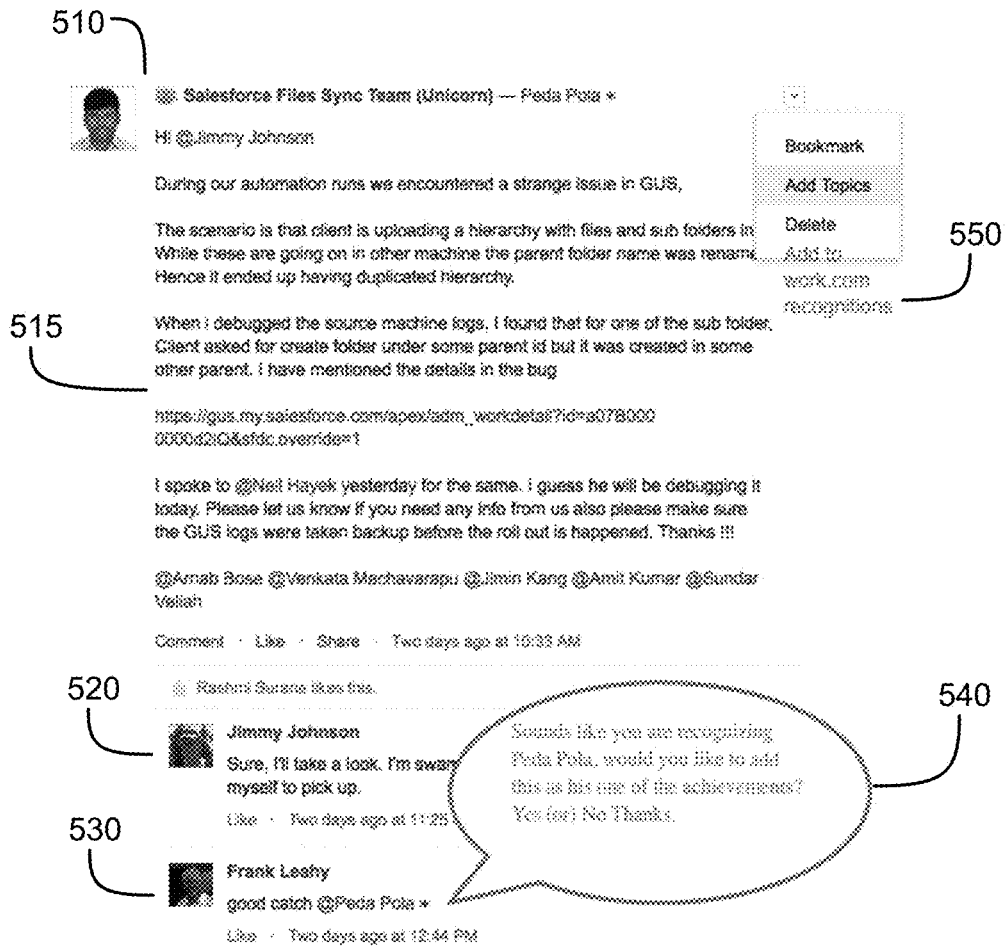 510
Salesforce Files Sync Team (Unicorn) — Peda Pola
Hi @Jimmy Johnson
Bookmark
During our automation runs we encountered a strange issue in GUS,
Add Topics
The scenario is that client is uploading a hierarchy with files and sub folders in
Delete
While these are going on in other machine the parent folder name was rename
Add to
550
Hence it ended up having duplicated hierarchy.
work.com
recognitions
515
When i debugged the source machine logs, I found that for one of the sub folder,
Client asked for create folder under some parent id but it was created in some
other parent. I have mentioned the details in the bug
https://gus.my.salesforce.com/apex/adm_workdetail?id=a07B000
0000d2iQ&sfdc.override=1
I spoke to @Neil Hayek yesterday for the same. I guess he will be debugging it
today. Please let us know if you need any info from us also please make sure
the GUS logs were taken backup before the roll out is happened. Thanks !!!
@Arnab Bose @Venkata Machavarapu @Jimin Kang @Amit Kumar @Sundar
Vellah
Comment · Like · Share · Two days ago at 10:33 AM
520
Rashmi Surana likes this.
540
Jimmy Johnson
Sure, I'll take a look. I'm swam
myself to pick up.
Like · Two days ago at 11:25
Sounds like you are recoguizing
Peda Pola, would you like to add
this as his one of the achievements?
Yes (or) No Thanks.
530
Frank Leahy
good catch @Peda Pola
Like · Two days ago at 12:44 PM